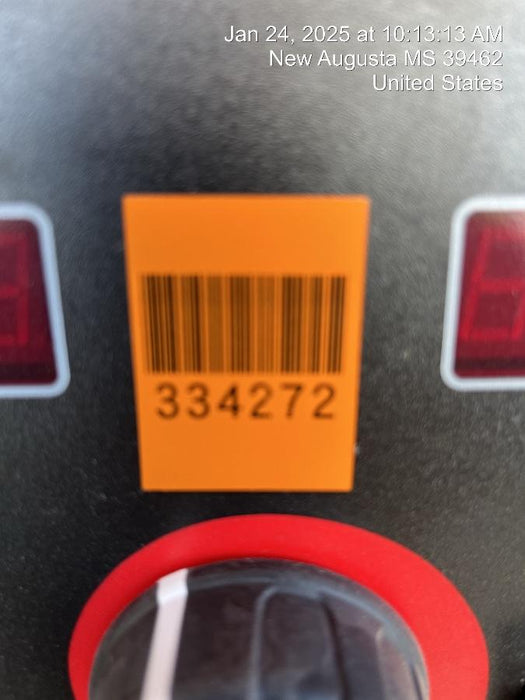 Jan 24, 2025 at 10:13:13 AM
New Augusta MS 39462
United States
334272